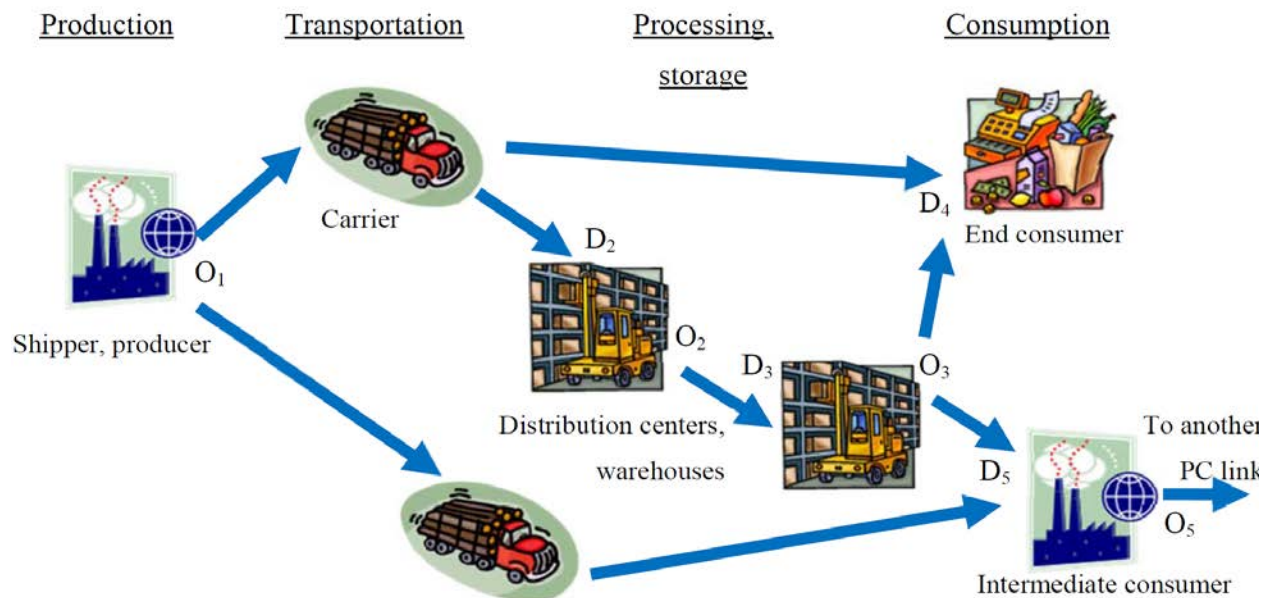 Production
Transportation
Processing,
storage
Consumption
Carrier
D2
D4
End consumer
O1
Shipper, producer
O2
D3
O3
Distribution centers,
warehouses
To another
D5
PC link
O5
Intermediate consumer